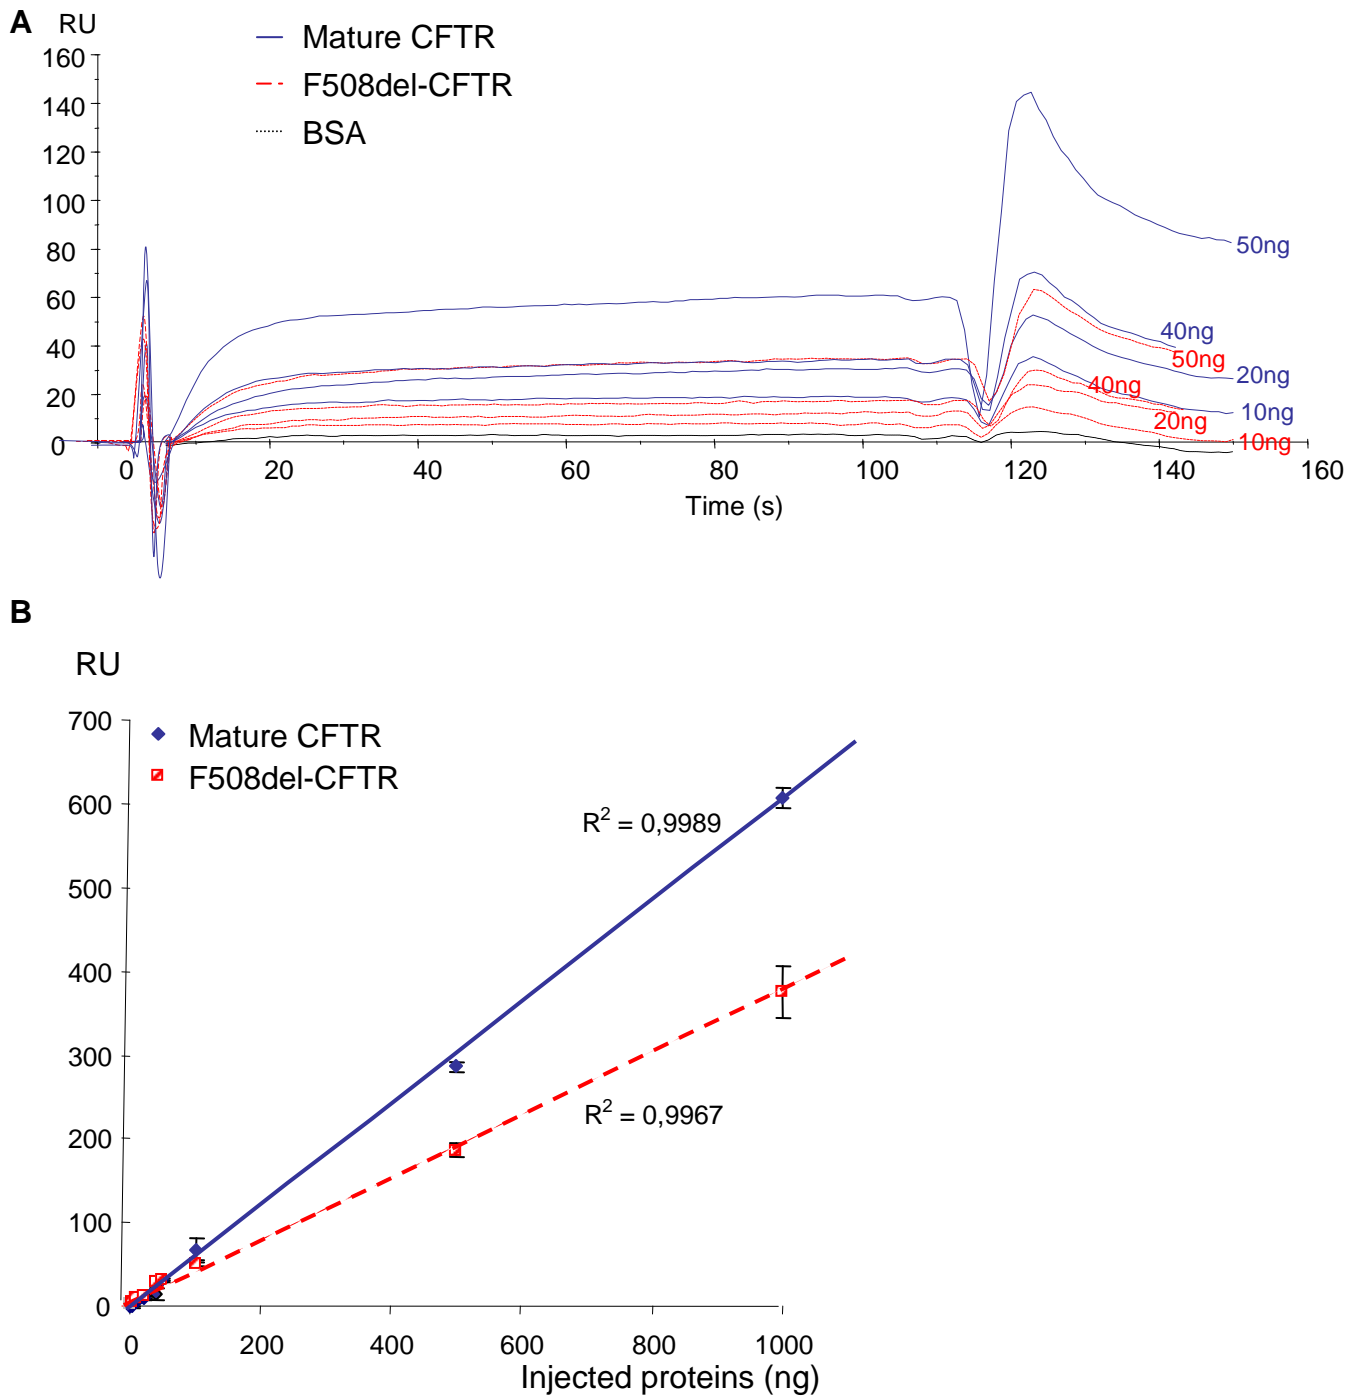 A RU
Mature CFTR
F508del-CFTR
BSA
160
140
120
100
80
60
40
20
0
50ng
40ng
50ng
20ng
40ng
10ng
20ng
10ng
0 20 40 60 80 100 120 140 160
Time (s)
B
RU
Mature CFTR
F508del-CFTR
700
600
500
400
300
200
100
0
R² = 0,9989
R² = 0,9967
0 200 400 600 800 1000
Injected proteins (ng)